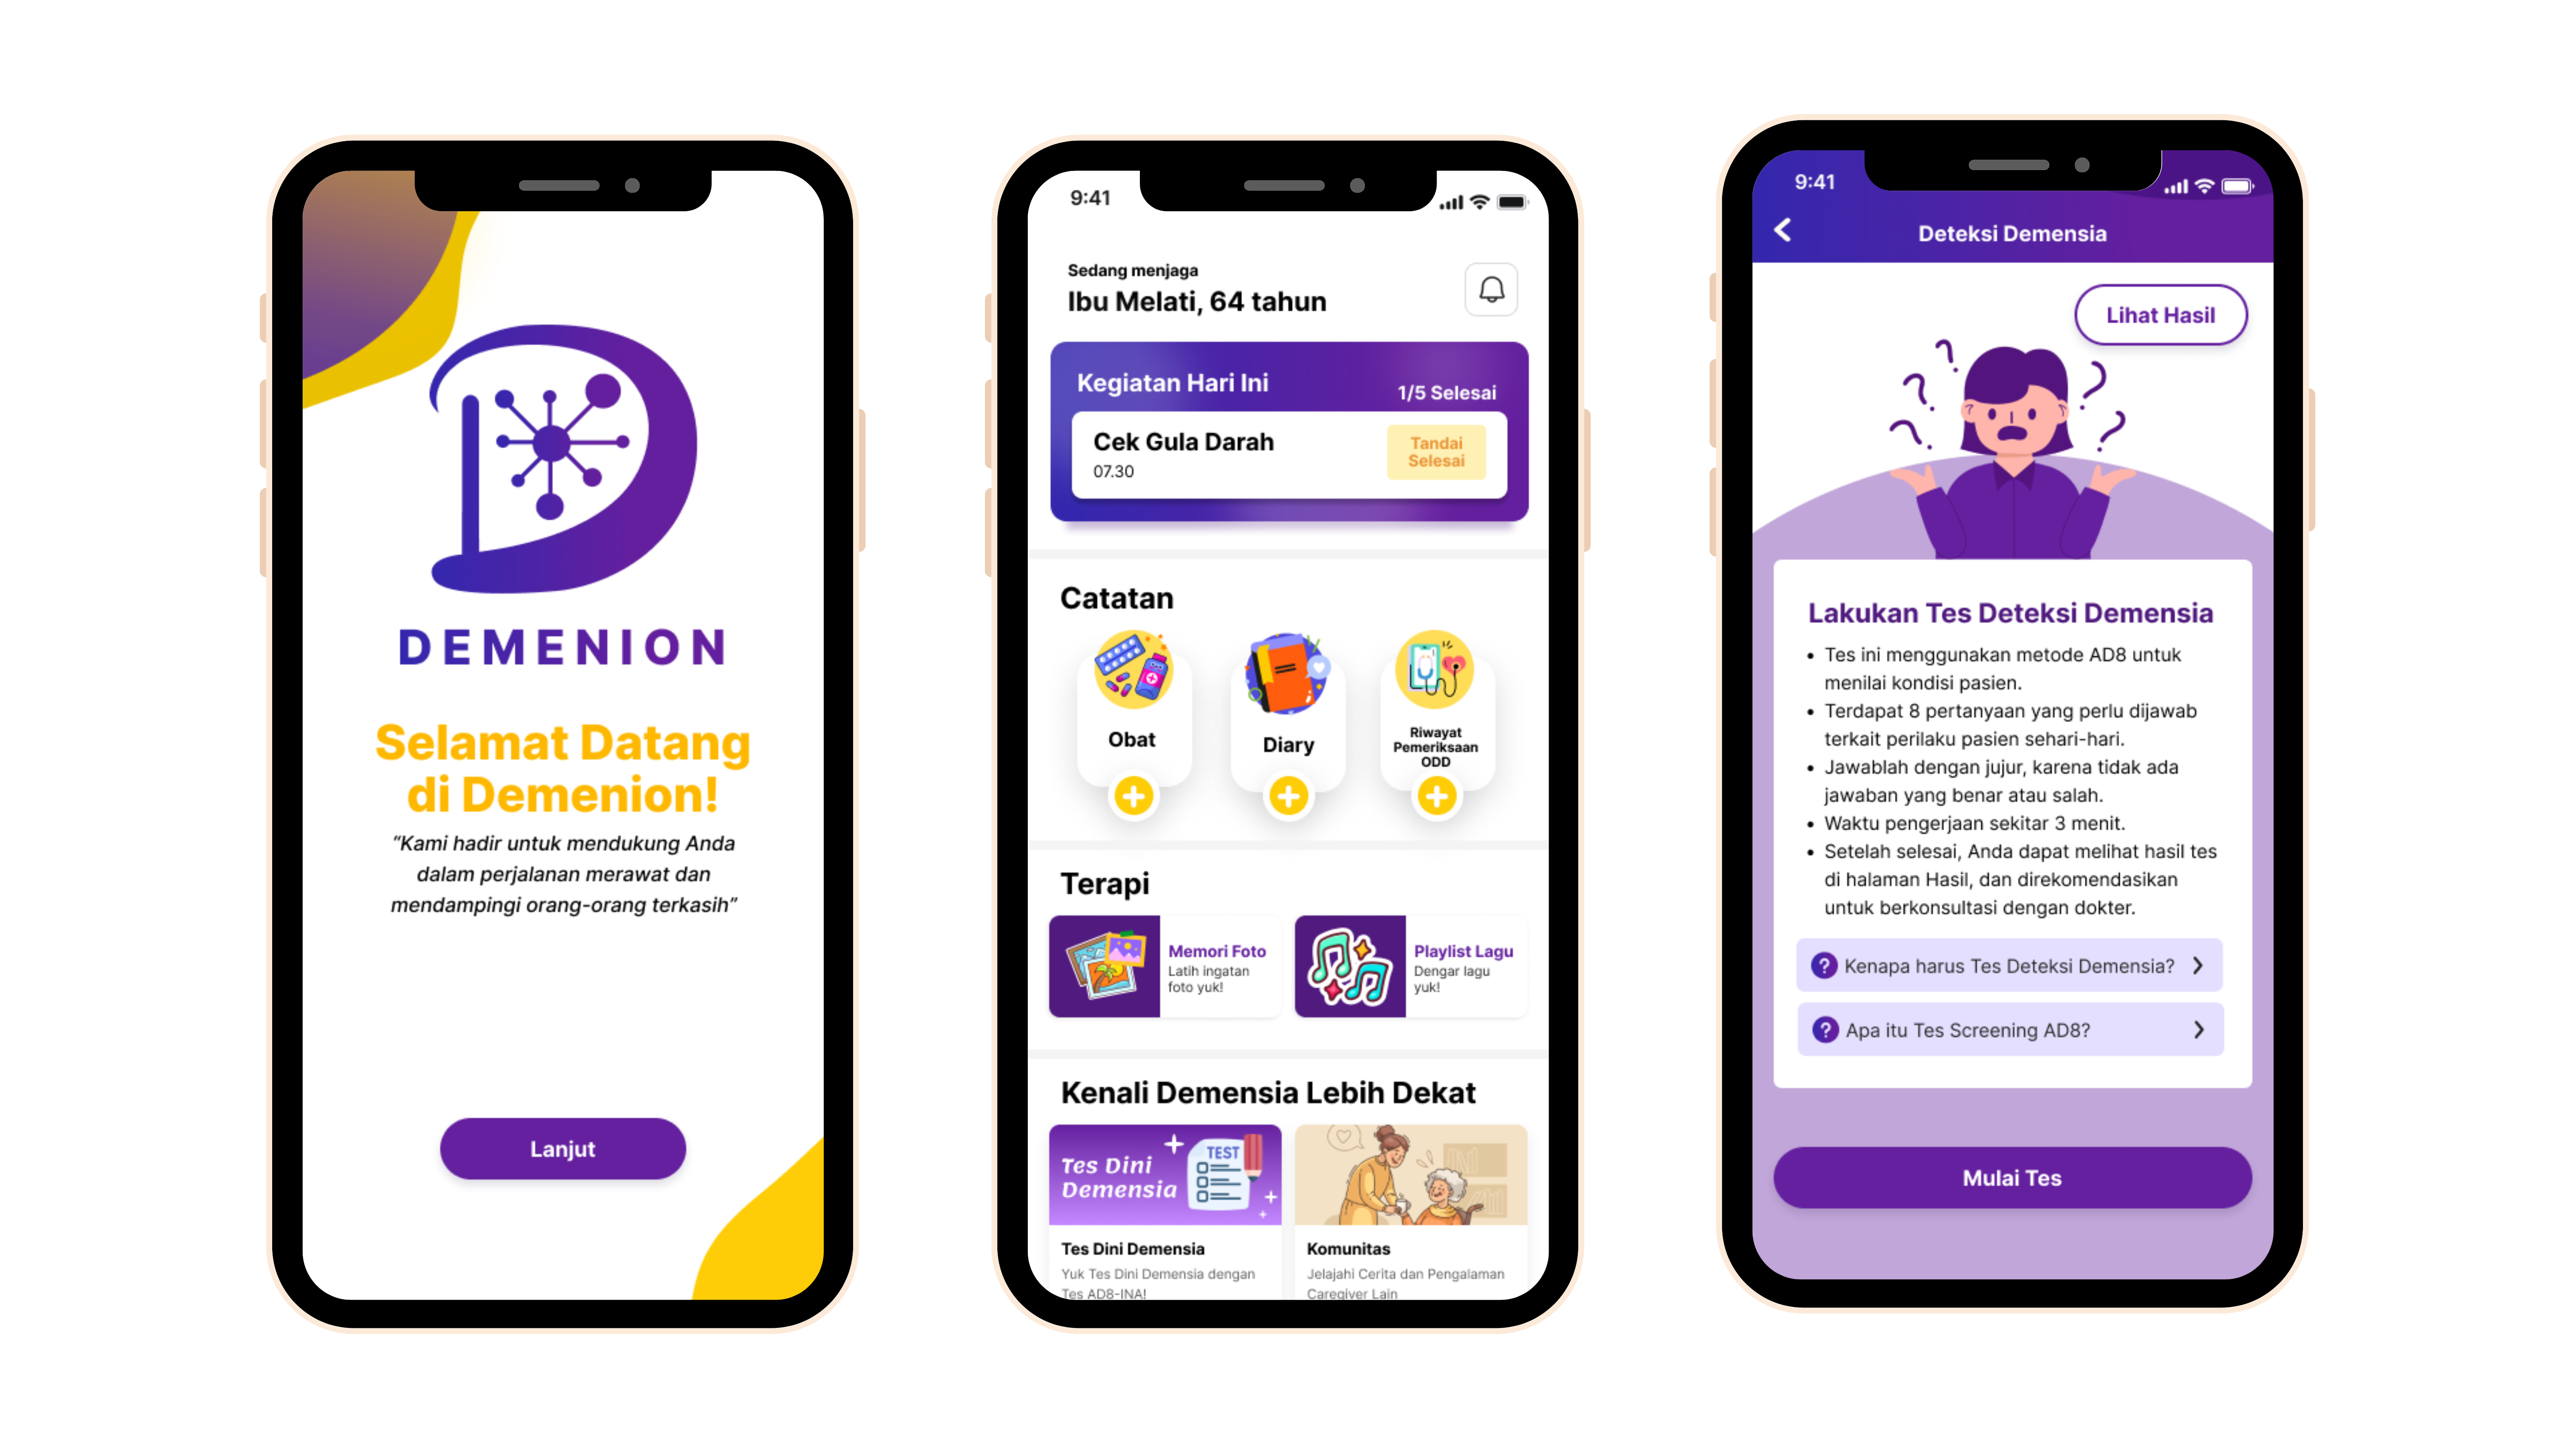 DEMENION
Selamat Datang
di Demenion!
“Kami hadir untuk mendukung Anda
dalam perjalanan merawat dan
mendampingi orang-orang terkasih”
Lanjut
9:41
Sedang menjaga
Ibu Melati, 64 tahun
Kegiatan Hari Ini
1/5 Selesai
Cek Gula Darah
07.30
Tandai
Selesai
Catatan
Obat
Diary
Riwayat
Pemeriksaan
ODD
Terapi
Memori Foto
Latih ingatan
foto yuk!
Playlist Lagu
Dengar lagu
yuk!
Kenali Demensia Lebih Dekat
Tes Dini
Demensia
TEST
Tes Dini Demensia
Yuk Tes Dini Demensia dengan
Tes AD8-INA!
Komunitas
Jelajahi Cerita dan Pengalaman
Caregiver Lain
9:41
Deteksi Demensia
Lihat Hasil
Lakukan Tes Deteksi Demensia
• Tes ini menggunakan metode AD8 untuk
menilai kondisi pasien.
• Terdapat 8 pertanyaan yang perlu dijawab
terkait perilaku pasien sehari-hari.
• Jawablah dengan jujur, karena tidak ada
jawaban yang benar atau salah.
• Waktu pengerjaan sekitar 3 menit.
• Setelah selesai, Anda dapat melihat hasil tes
di halaman Hasil, dan direkomendasikan
untuk berkonsultasi dengan dokter.
? Kenapa harus Tes Deteksi Demensia?
? Apa itu Tes Screening AD8?
Mulai Tes